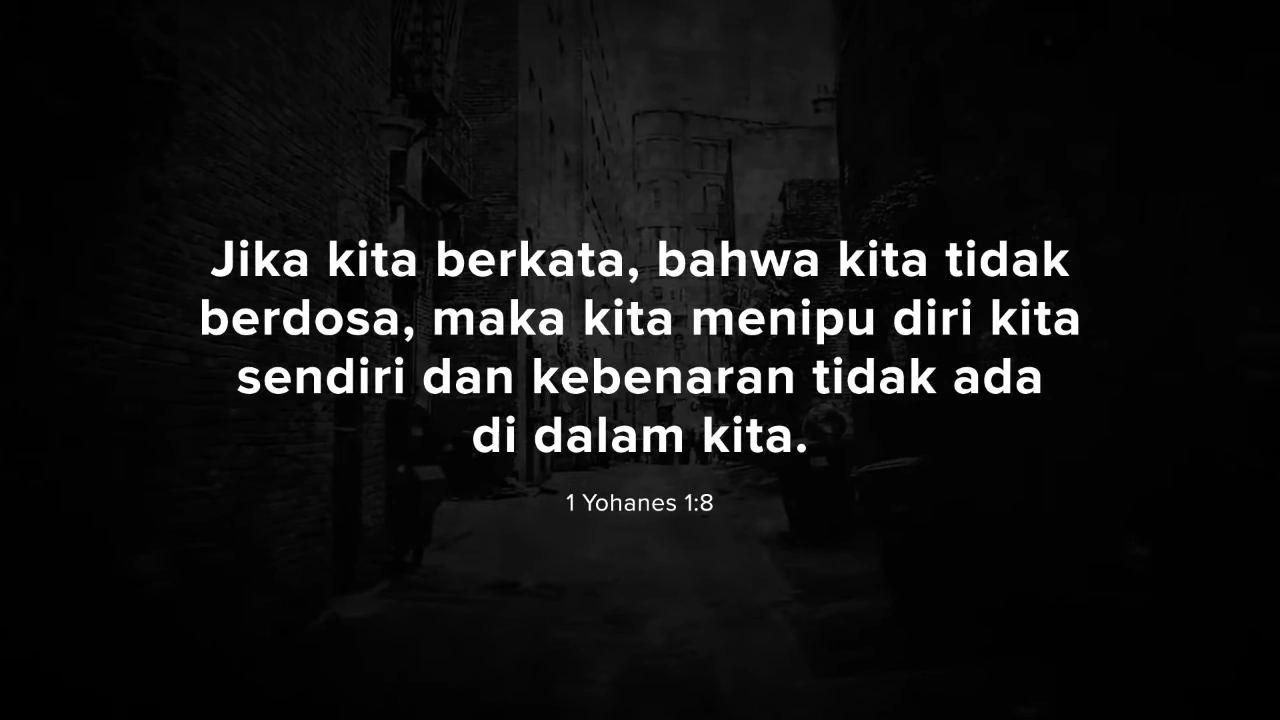 Jika kita berkata, bahwa kita tidak
berdosa, maka kita menipu diri kita
sendiri dan kebenaran tidak ada
di dalam kita.
1 Yohanes 1:8